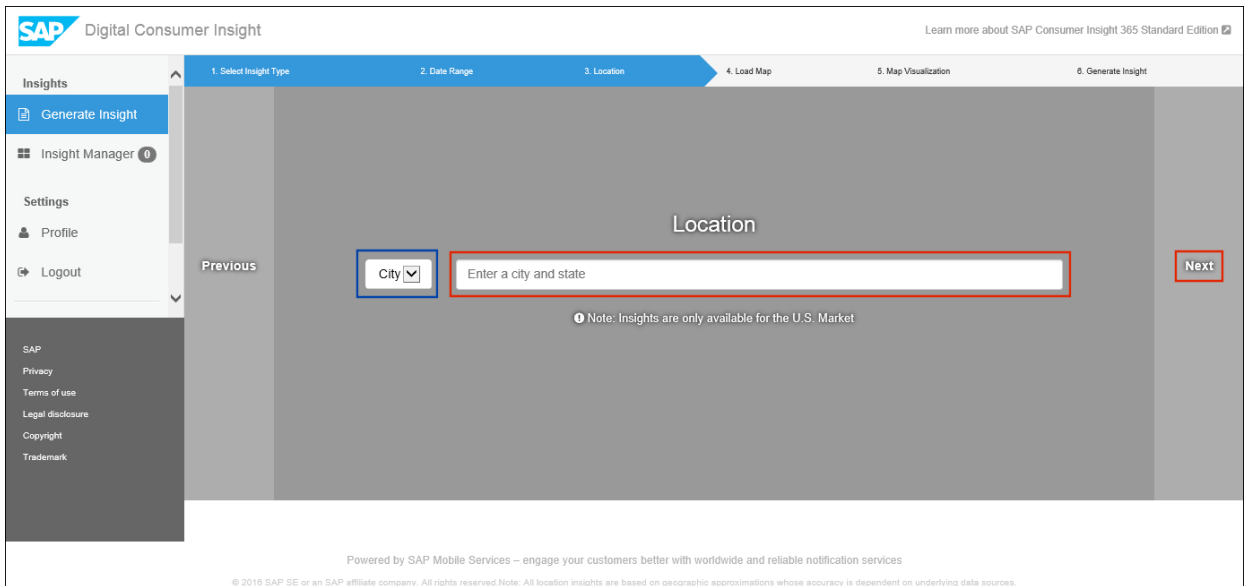 SAP Digital Consumer Insight
Learn more about SAP Consumer Insight 365 Standard Edition
Insights
Generate Insight
Insight Manager 0
Settings
Profile
Logout
SAP
Privacy
Terms of use
Legal disclosure
Copyright
Trademark
1. Select Insight Type 2. Date Range 3. Location 4. Load Map 5. Map Visualization 6. Generate Insight
Location
Previous
City Enter a city and state
Next
Note: Insights are only available for the U.S. Market
Powered by SAP Mobile Services – engage your customers better with worldwide and reliable notification services
© 2016 SAP SE or an SAP affiliate company. All rights reserved.Note: All location insights are based on geographic approximations whose accuracy is dependent on underlying data sources.